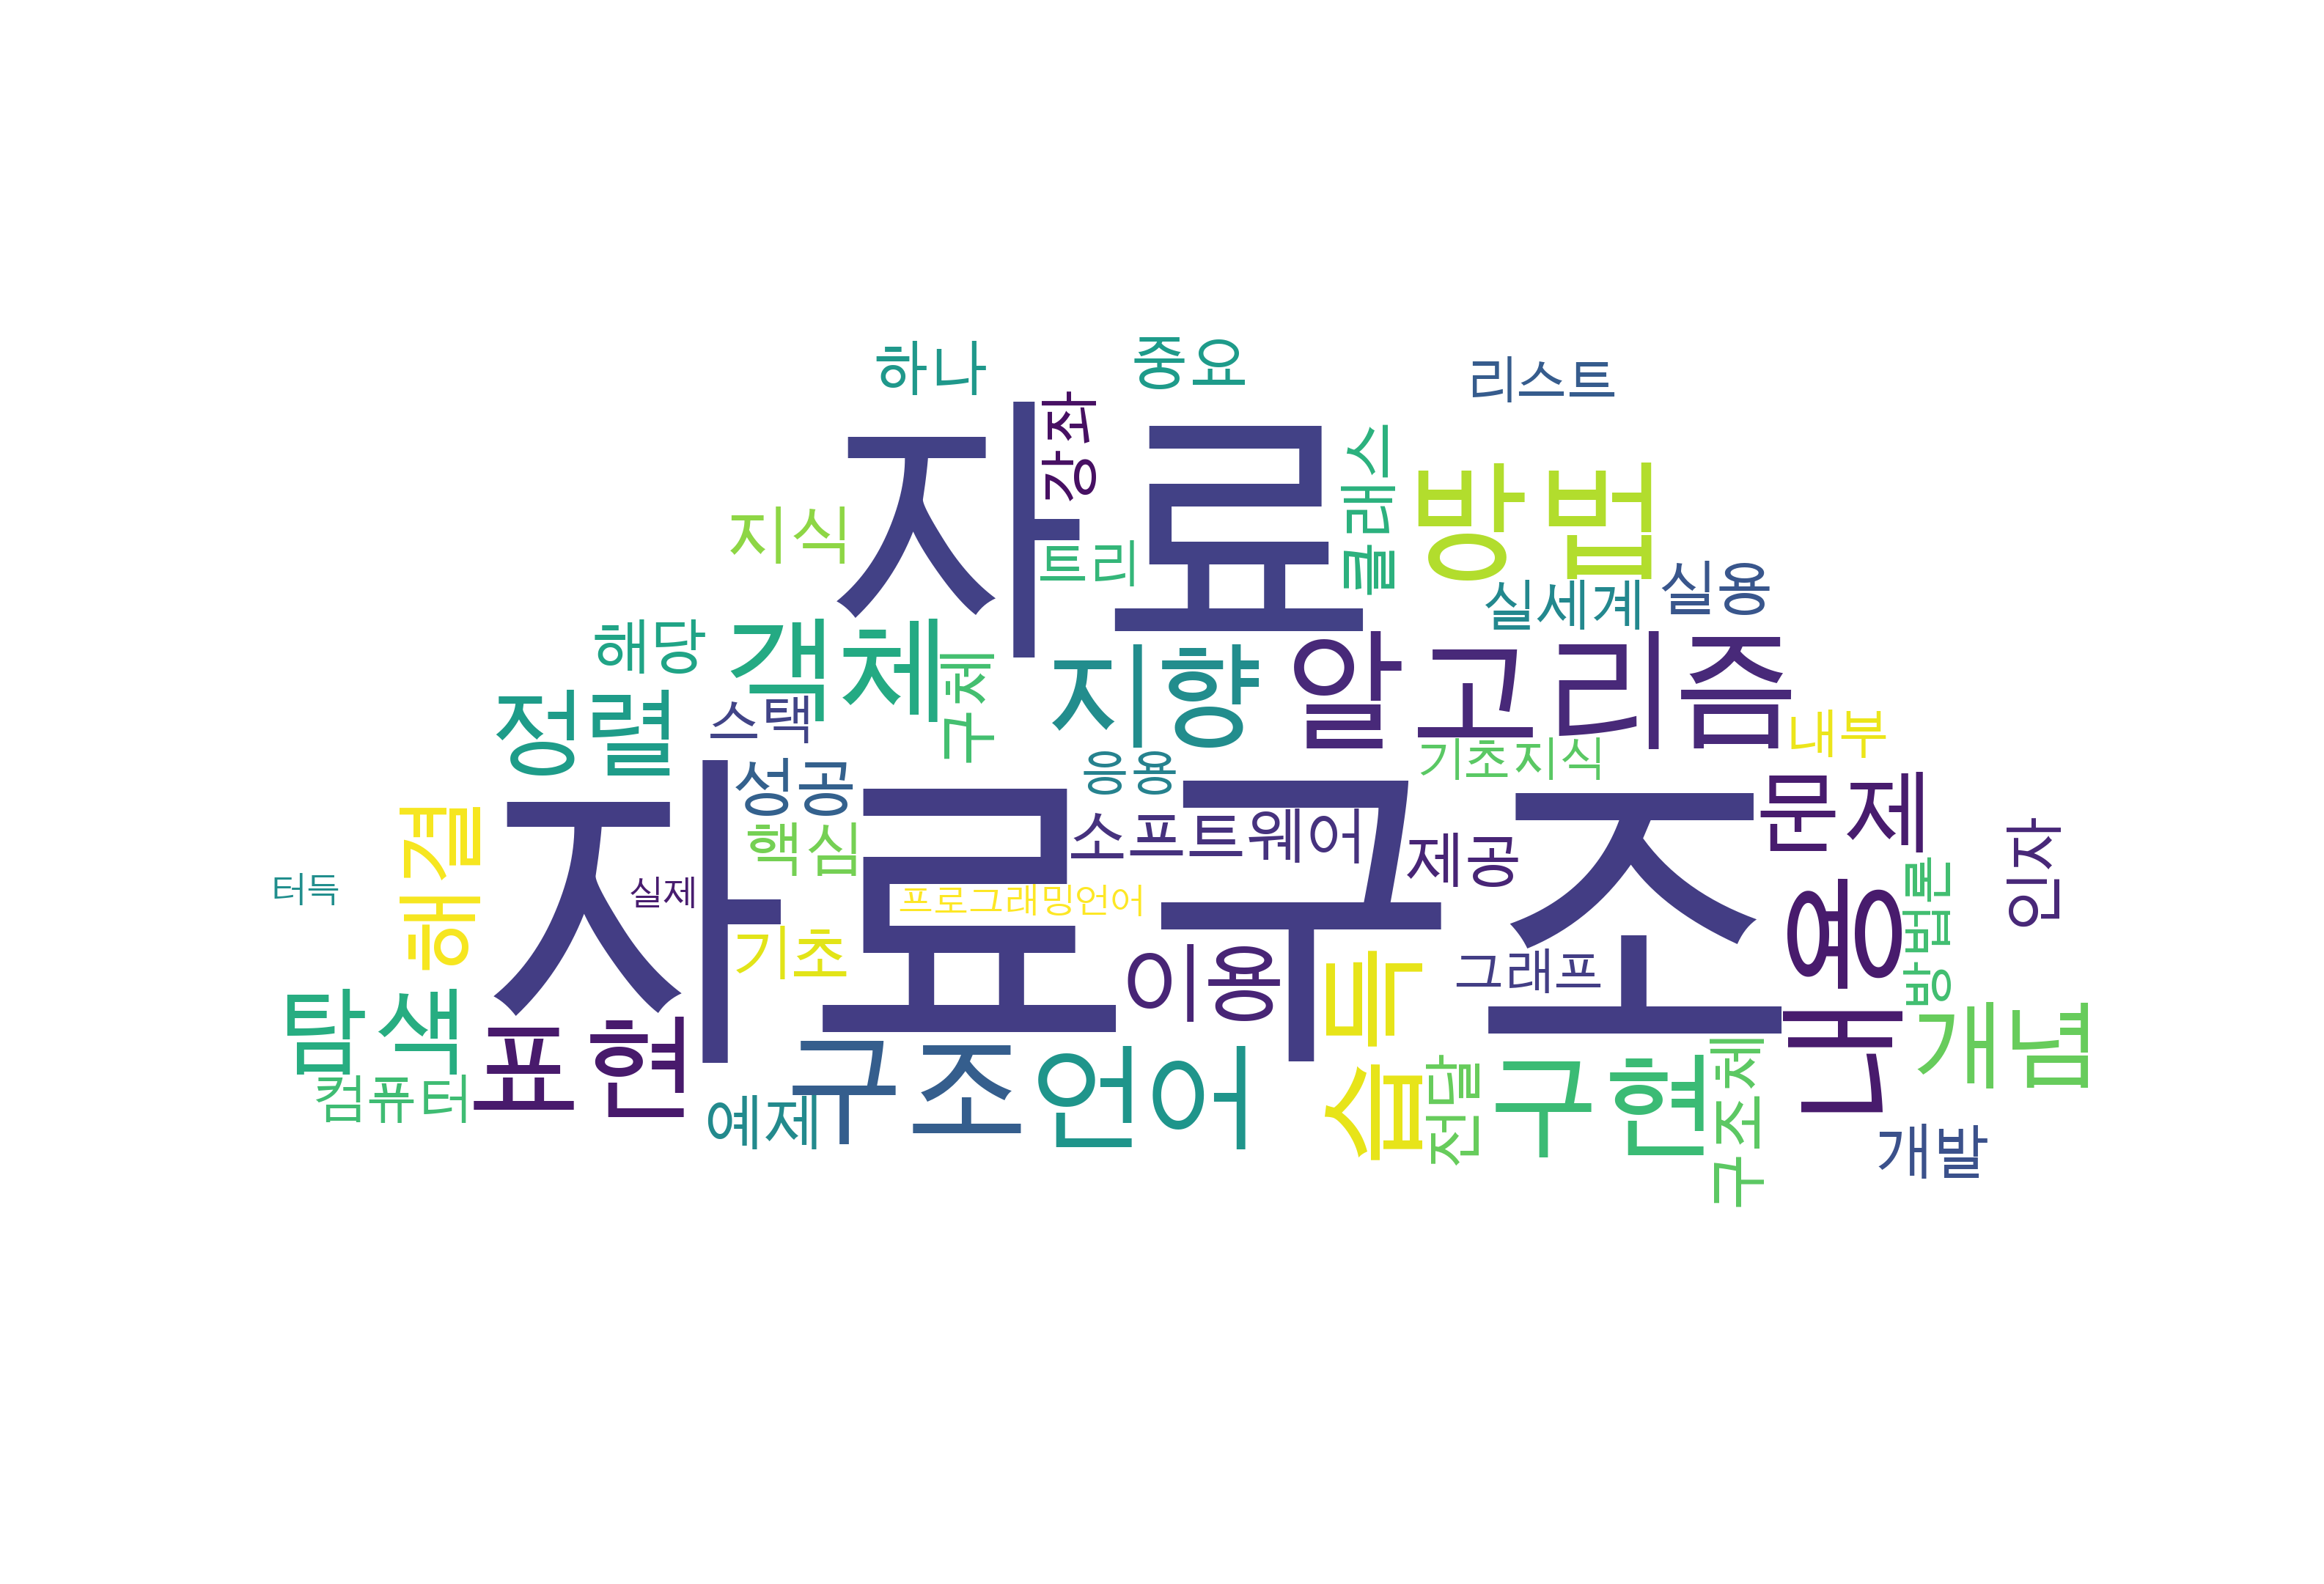 하나
중요
리스트
강좌
자료
클래스
방법
지식
트리
실세계
실용
해당
객체
구체
지향
알고리즘
정렬
스택
내부
응용
기초지식
성공
자료구조
문제
해결
핵심
소프트웨어
제공
인자
터득
실제
프로그래밍언어
내용
방법론
기초
이용
습득
그래프
탐색
개념
표현
구조
언어
전달
구현
구조체
컴퓨터
예제
개발